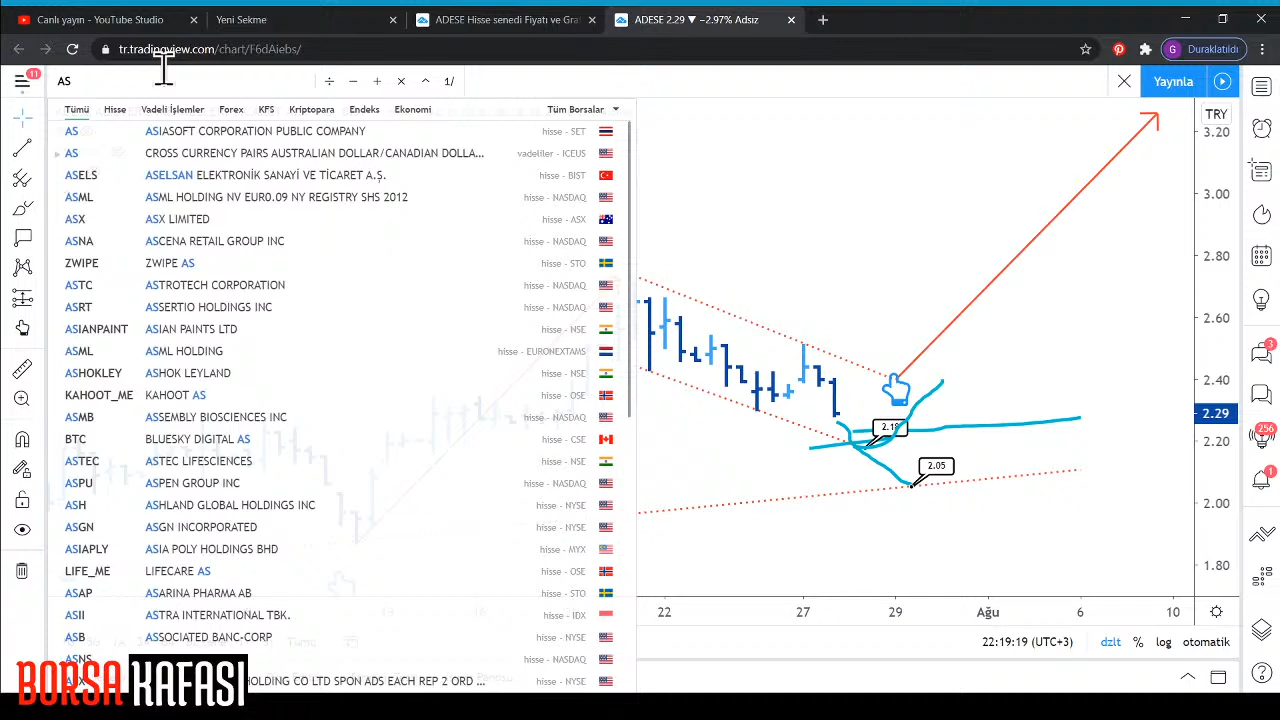 Canlı yayın - YouTube Studio
Yeni Sekme
ADESE Hisse senedi Fiyatı ve Graf
ADESE 2.29 ▼ −2.97% Adsız
tr.tradingview.com/chart/F6dAiebs/
G Duraklatıldı
11
AS
÷ − + × ^ 1/
Yayınla
Tümü Hisse Vadeli İşlemler Forex KFS Kriptopara Endeks Ekonomi Tüm Borsalar
AS ASIASOFT CORPORATION PUBLIC COMPANY hisse - SET
AS CROSS CURRENCY PAIRS AUSTRALIAN DOLLAR/CANADIAN DOLLA... vadeliler - ICEUS
ASELS ASELSAN ELEKTRONİK SANAYİ VE TİCARET A.Ş. hisse - BIST
ASML ASML HOLDING NV EUR0.09 NY REGISTRY SHS 2012 hisse - NASDAQ
ASX ASX LIMITED hisse - ASX
ASNA ASCENA RETAIL GROUP INC hisse - NASDAQ
ZWIPE ZWIPE AS hisse - STO
ASTC ASTROTECH CORPORATION hisse - NASDAQ
ASRT ASSERTIO HOLDINGS INC hisse - NASDAQ
ASIANPAINT ASIAN PAINTS LTD hisse - NSE
ASML ASML HOLDING hisse - EURONEXTAMS
ASHOKLEY ASHOK LEYLAND hisse - NSE
KAHOOT_ME KAHOOT AS hisse - OSE
ASMB ASSEMBLY BIOSCIENCES INC hisse - NASDAQ
BTC BLUESKY DIGITAL AS hisse - CSE
ASTEC ASTEC LIFESCIENCES hisse - NSE
ASPU ASPEN GROUP INC hisse - NASDAQ
ASH ASHLAND GLOBAL HOLDINGS INC hisse - NYSE
ASGN ASGN INCORPORATED hisse - NYSE
ASIAPLY ASIA POLY HOLDINGS BHD hisse - MYX
LIFE_ME LIFECARE AS hisse - OSE
ASAP ASARINA PHARMA AB hisse - STO
ASII ASTRA INTERNATIONAL TBK. hisse - IDX
ASB ASSOCIATED BANC-CORP hisse - NYSE
ASNS hisse - NASDAQ
HOLDING CO LTD SPON ADS EACH REP 2 ORD ... hisse - NYSE
TRY
3.20
3.00
2.80
2.60
2.40
2.29
2.20
2.00
1.80
2.18
2.05
22 27 29 Ağu 6 10
22:19:19 (UTC+3) dzlt % log otomatik
3
256
1
BORSA KAFASI